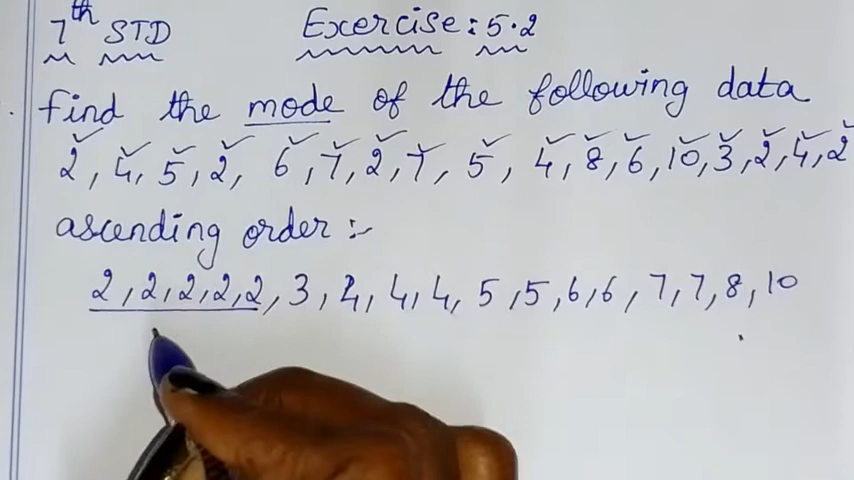 7th STD Exercise: 5.2
find the mode of the following data
2, 4, 5, 2, 6, 7, 2, 7, 5, 4, 8, 6, 10, 3, 2, 4, 2
ascending order :-
2, 2, 2, 2, 2, 3, 4, 4, 4, 5, 5, 6, 6, 7, 7, 8, 10